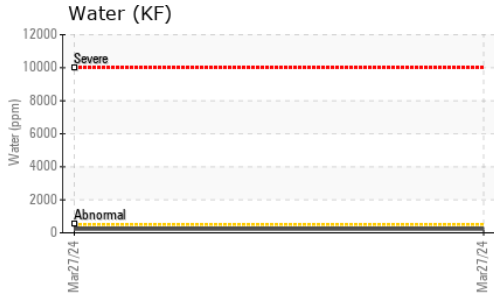 Water (KF)
12000
Severe
10000
8000
6000
4000
2000
Abnormal
0
Water (ppm)
Mar27/24
Mar27/24